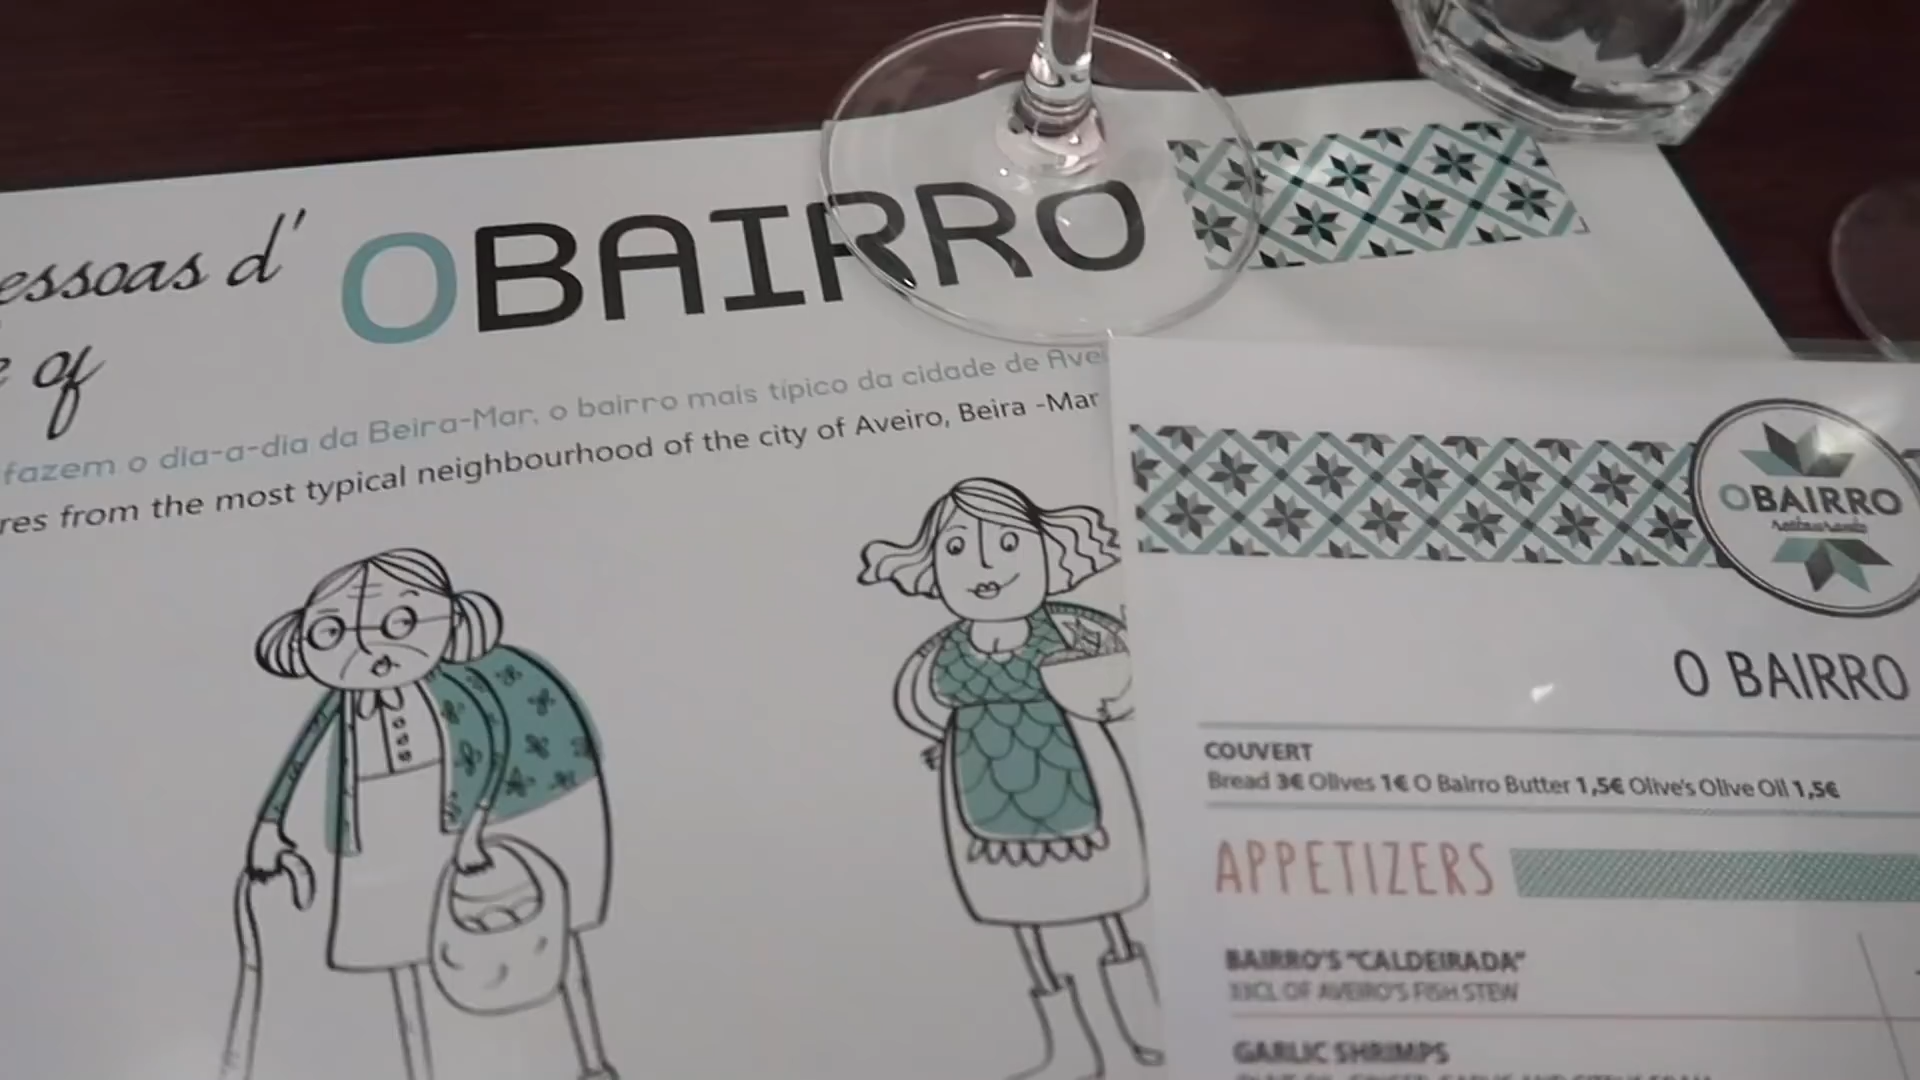 essoas d' OBAIRRO
of
fazem o dia-a-dia da Beira-Mar, o bairro mais típico da cidade de Ave
res from the most typical neighbourhood of the city of Aveiro, Beira -Mar
OBAIRRO
restaurante
O BAIRRO
COUVERT
Bread 3€ Olives 1€ O Bairro Butter 1,5€ Olive's Olive Oil 1,5€
APPETIZERS
BAIRRO'S "CALDEIRADA"
OF AVEIRO'S FISH STEW
GARLIC SHRIMPS